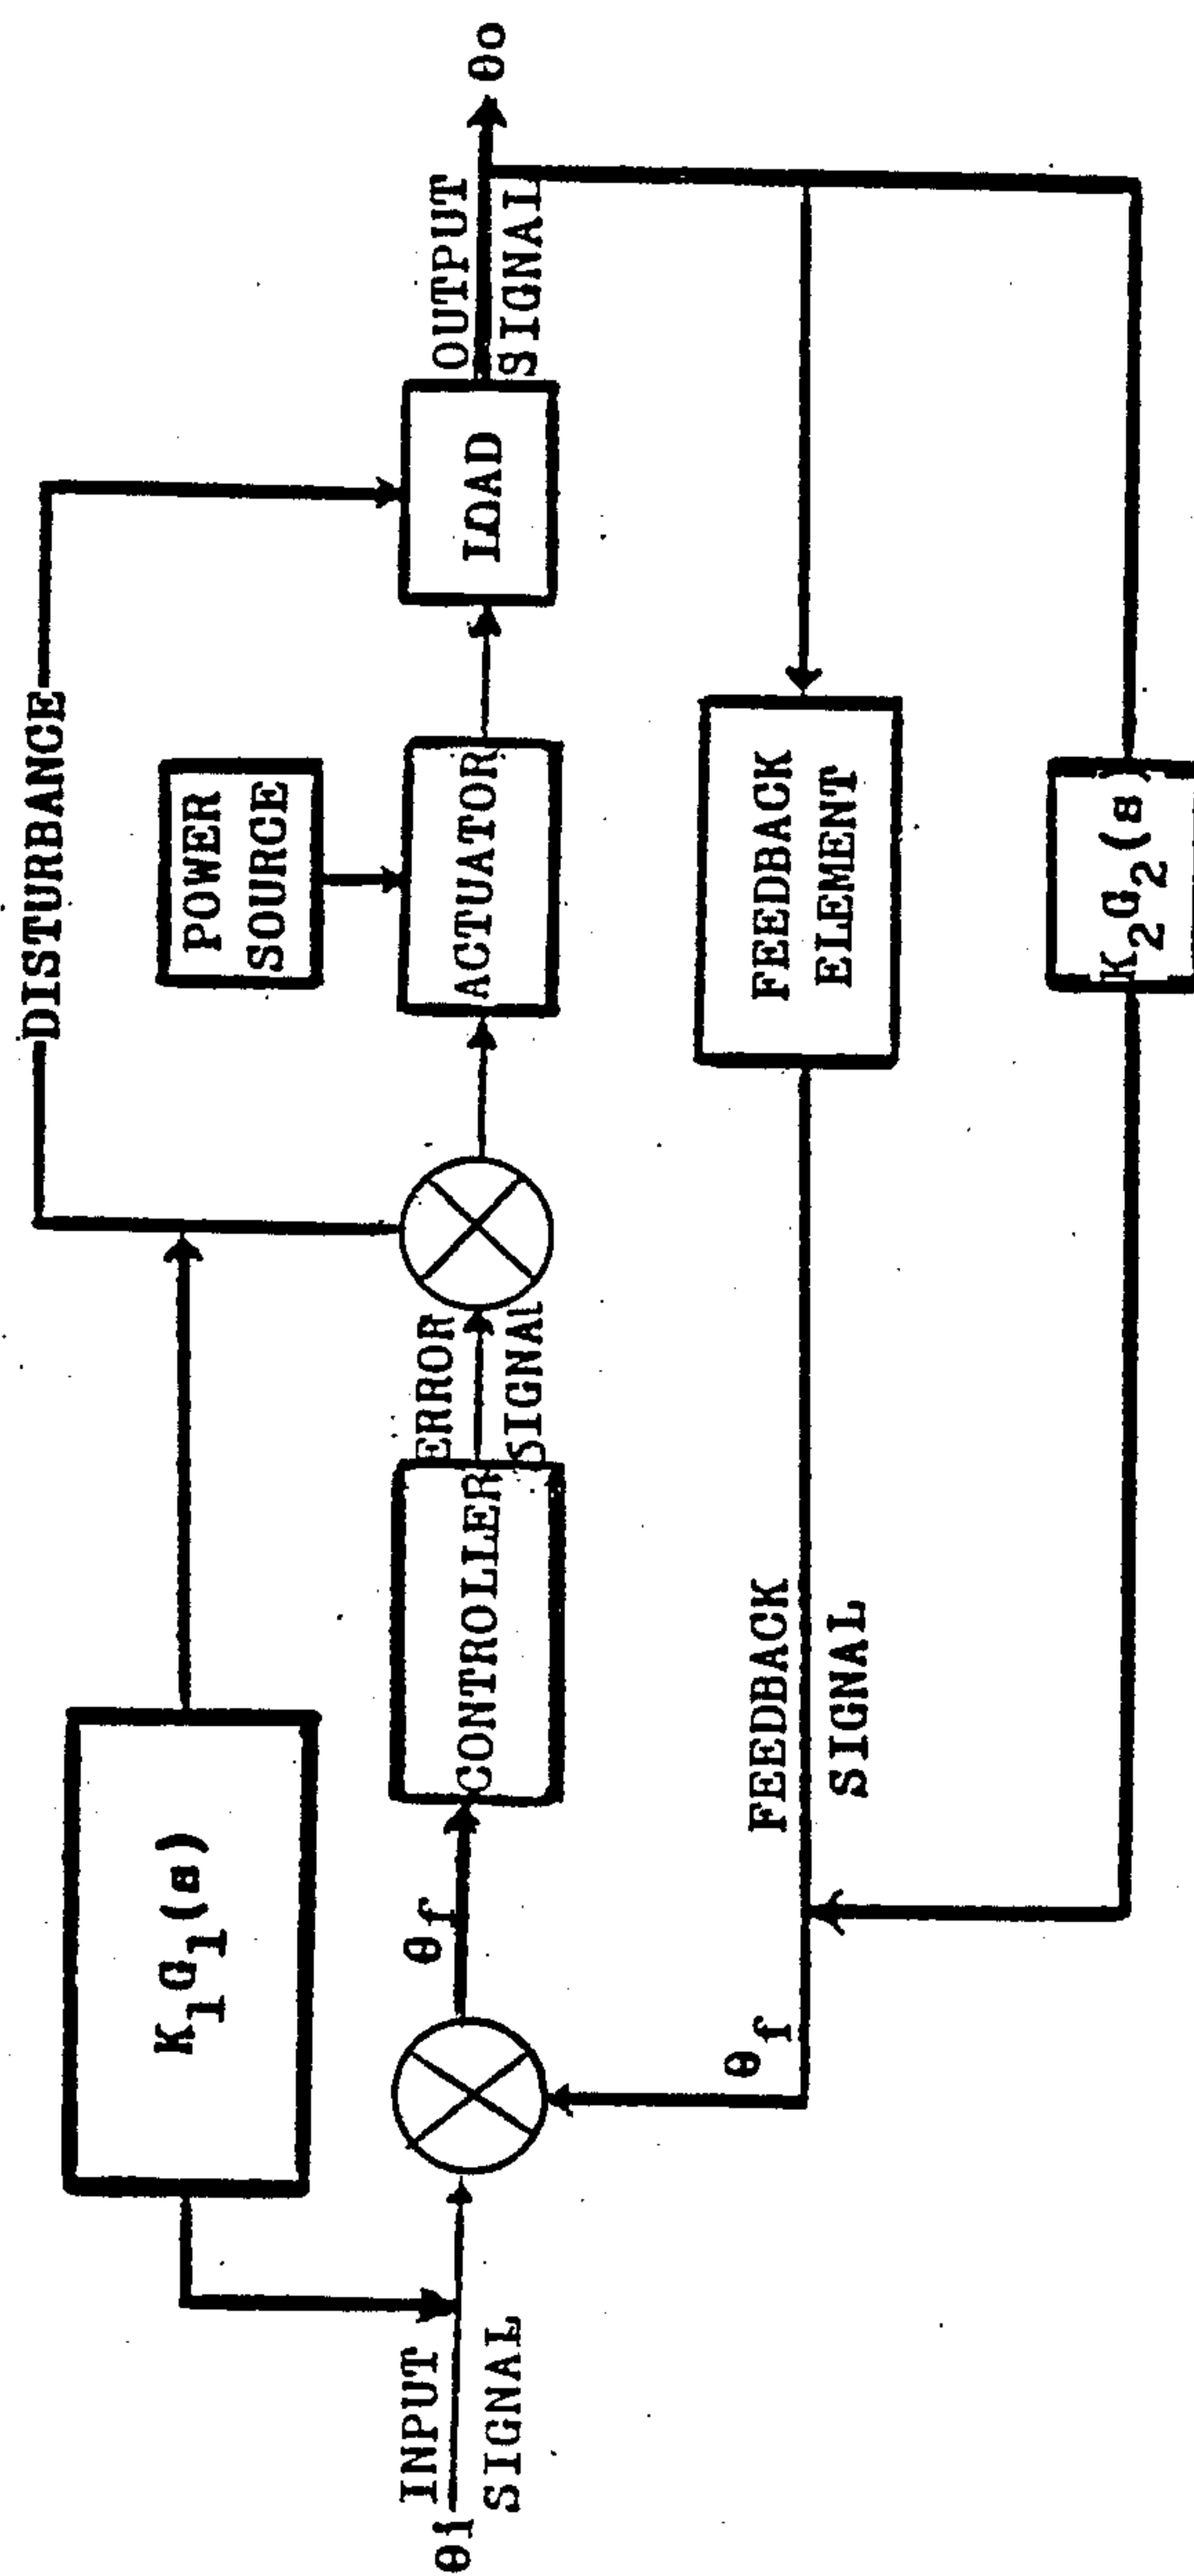 DISTURBANCE
POWER
SOURCE
K1G1(s)
θi
INPUT
SIGNAL
θf
CONTROLLER
ERROR
SIGNAL
ACTUATOR
LOAD
OUTPUT
SIGNAL
θo
θf
FEEDBACK
SIGNAL
FEEDBACK
ELEMENT
K2G2(s)